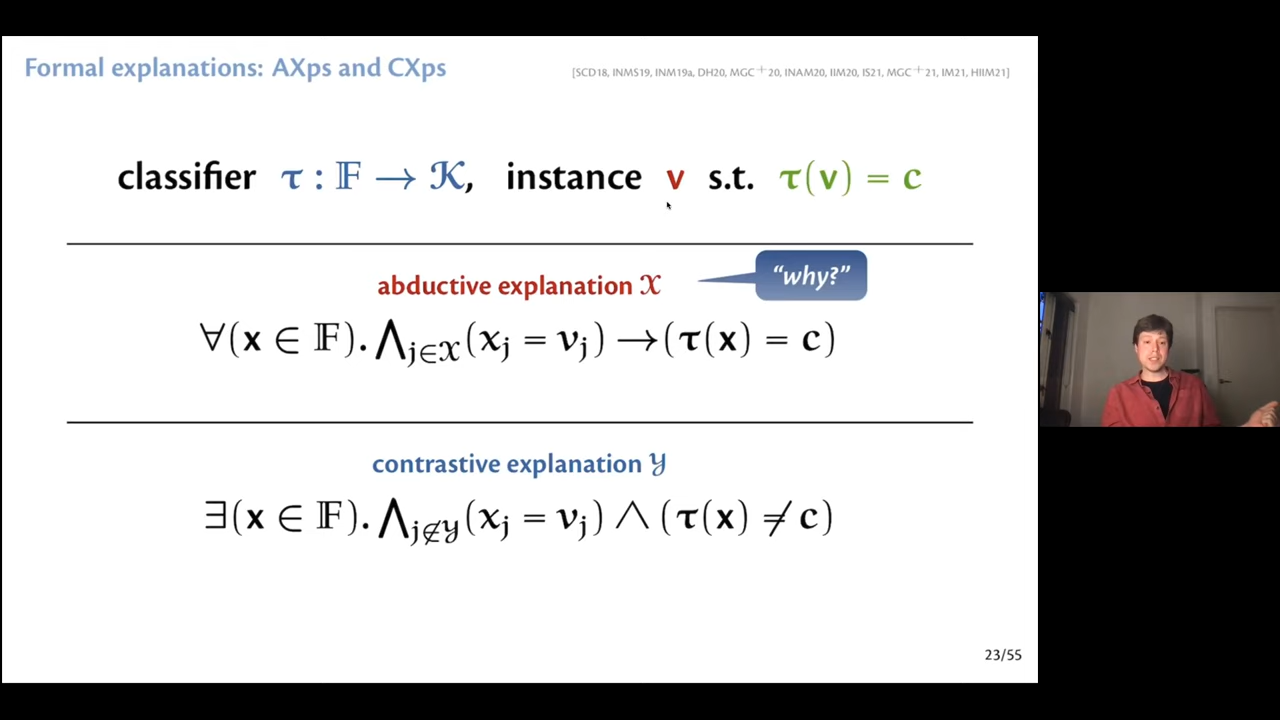 Formal explanations: AXps and CXps
[SCD18, INMS19, INM19a, DH20, MGC+20, INAM20, IIM20, IS21, MGC+21, IM21, HIIM21]
classifier τ : 𝔽 → 𝒦, instance v s.t. τ(v) = c
abductive explanation 𝒳
"why?"
∀(x ∈ 𝔽). ⋀j∈𝒳(xj = vj) → (τ(x) = c)
contrastive explanation 𝒴
∃(x ∈ 𝔽). ⋀j∉𝒴(xj = vj) ∧ (τ(x) ≠ c)
23/55